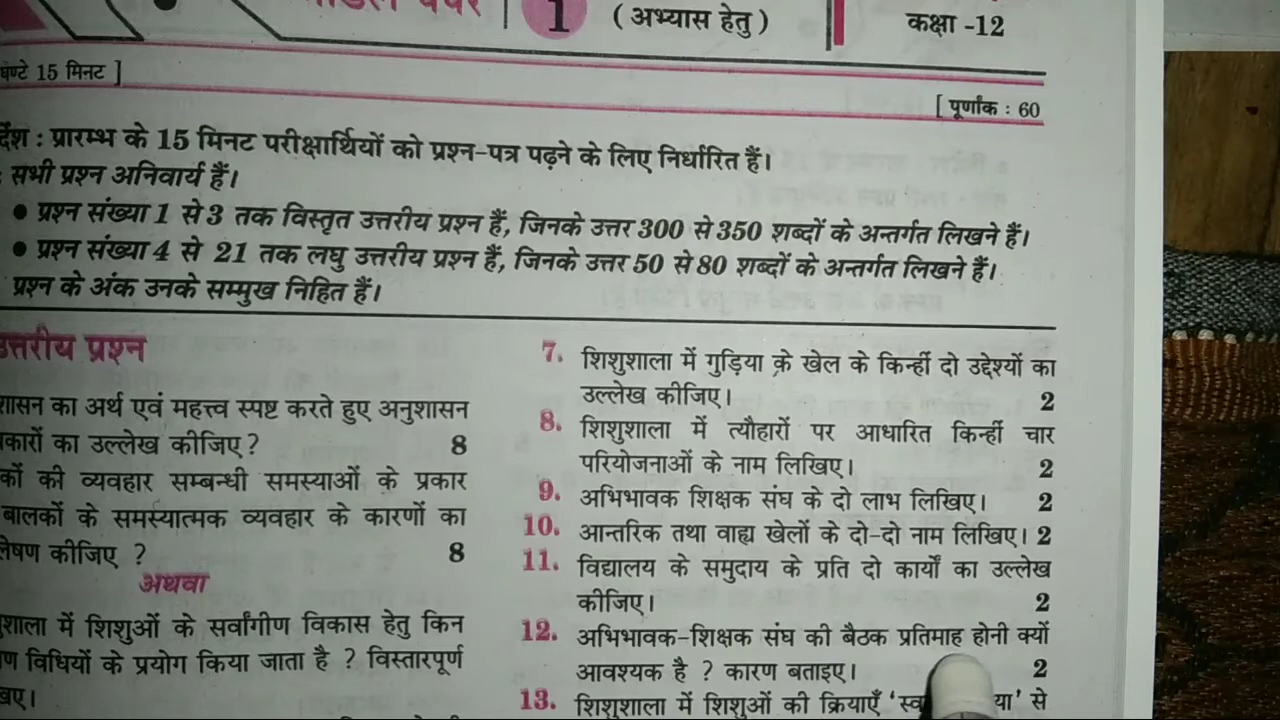 1 ( अभ्यास हेतु )
कक्षा -12
15 मिनट ]
[ पूर्णांक : 60
प्रारम्भ के 15 मिनट परीक्षार्थियों को प्रश्न-पत्र पढ़ने के लिए निर्धारित हैं।
सभी प्रश्न अनिवार्य हैं।
● प्रश्न संख्या 1 से 3 तक विस्तृत उत्तरीय प्रश्न हैं, जिनके उत्तर 300 से 350 शब्दों के अन्तर्गत लिखने हैं।
● प्रश्न संख्या 4 से 21 तक लघु उत्तरीय प्रश्न हैं, जिनके उत्तर 50 से 80 शब्दों के अन्तर्गत लिखने हैं।
प्रश्न के अंक उनके सम्मुख निहित हैं।
उत्तरीय प्रश्न
का अर्थ एवं महत्त्व स्पष्ट करते हुए अनुशासन
का उल्लेख कीजिए ? 8
की व्यवहार सम्बन्धी समस्याओं के प्रकार
बालकों के समस्यात्मक व्यवहार के कारणों का
कीजिए ? 8
अथवा
में शिशुओं के सर्वांगीण विकास हेतु किन
विधियों के प्रयोग किया जाता है ? विस्तारपूर्ण
7. शिशुशाला में गुड़िया के खेल के किन्हीं दो उद्देश्यों का
उल्लेख कीजिए। 2
8. शिशुशाला में त्यौहारों पर आधारित किन्हीं चार
परियोजनाओं के नाम लिखिए। 2
9. अभिभावक शिक्षक संघ के दो लाभ लिखिए। 2
10. आन्तरिक तथा वाह्य खेलों के दो-दो नाम लिखिए। 2
11. विद्यालय के समुदाय के प्रति दो कार्यों का उल्लेख
कीजिए। 2
12. अभिभावक-शिक्षक संघ की बैठक प्रतिमाह होनी क्यों
आवश्यक है ? कारण बताइए। 2
13. शिशुशाला में शिशुओं की क्रियाएँ से